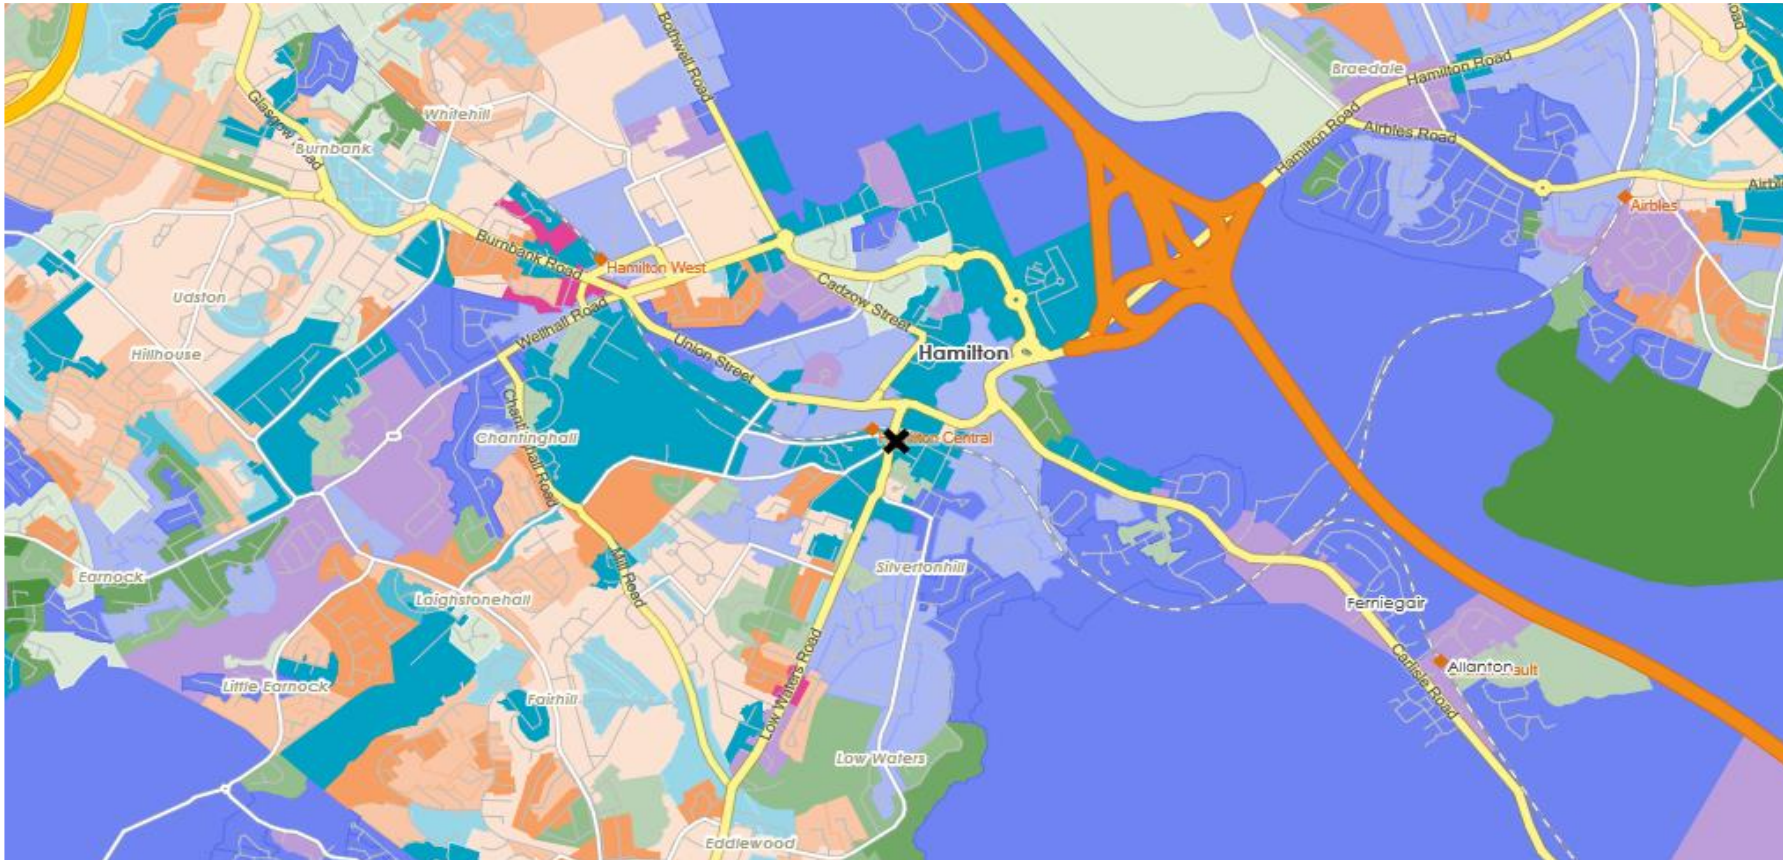 Bothwell Road
Road
Braedale
Hamilton Road
Glasgow Road
Whitehill
Burnbank
Hamilton Road
Airbles Road
Airbles
Burnbank Road
Hamilton West
Udston
Cadzow Street
Wellhall Road
Union Street
Hillhouse
Hamilton
Chantinghall
Chantinghall Road
Hamilton Central
Mill Road
Silvertonhill
Earnock
Laighstonehall
Ferniegair
Low Waters Road
Allanton
Carlisle Road
Little Earnock
Fairhill
Low Waters
Eddlewood